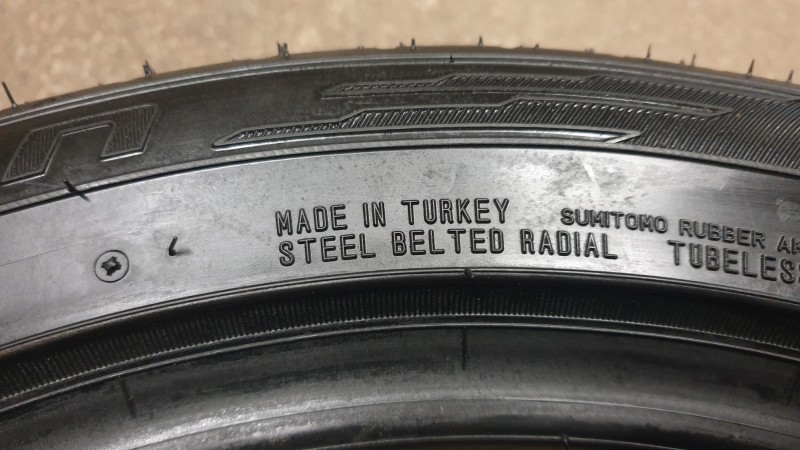 MADE IN TURKEY
STEEL BELTED RADIAL
SUMITOMO RUBBER